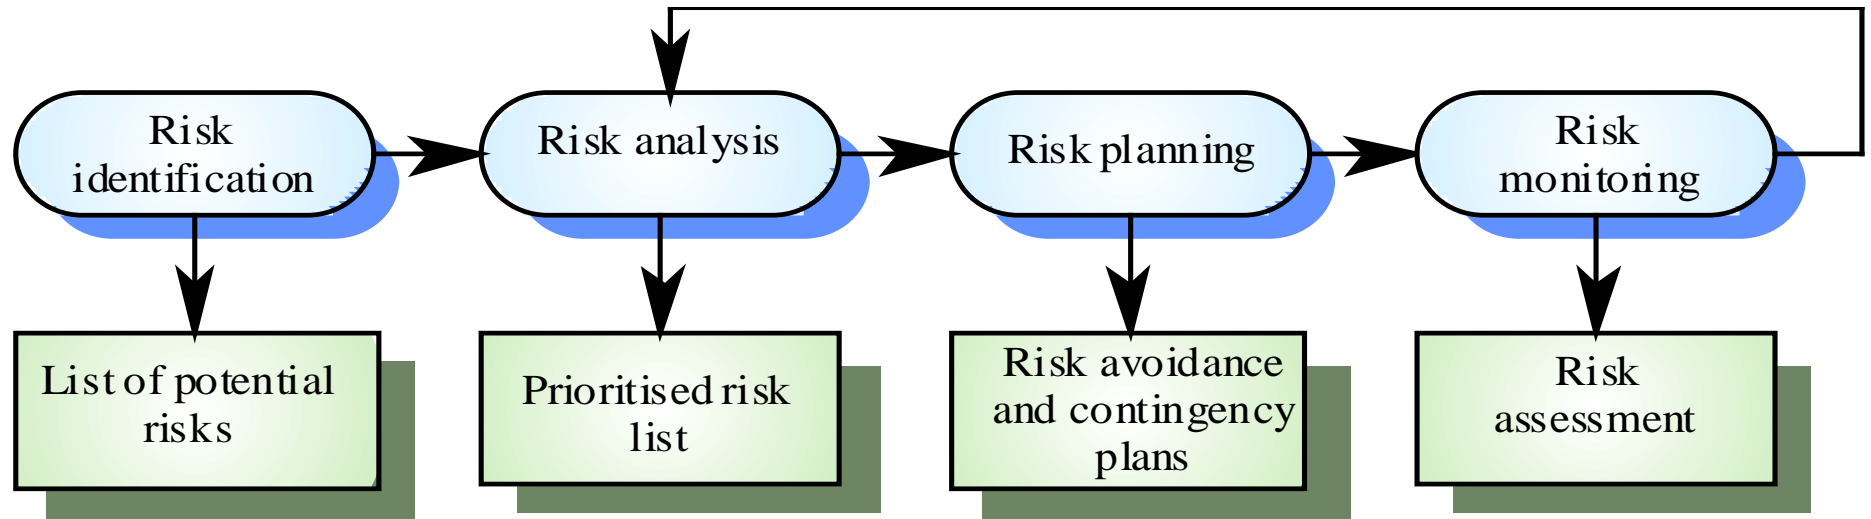 Risk
identification
Risk analysis
Risk planning
Risk
monitoring
List of potential
risks
Prioritised risk
list
Risk avoidance
and contingency
plans
Risk
assessment